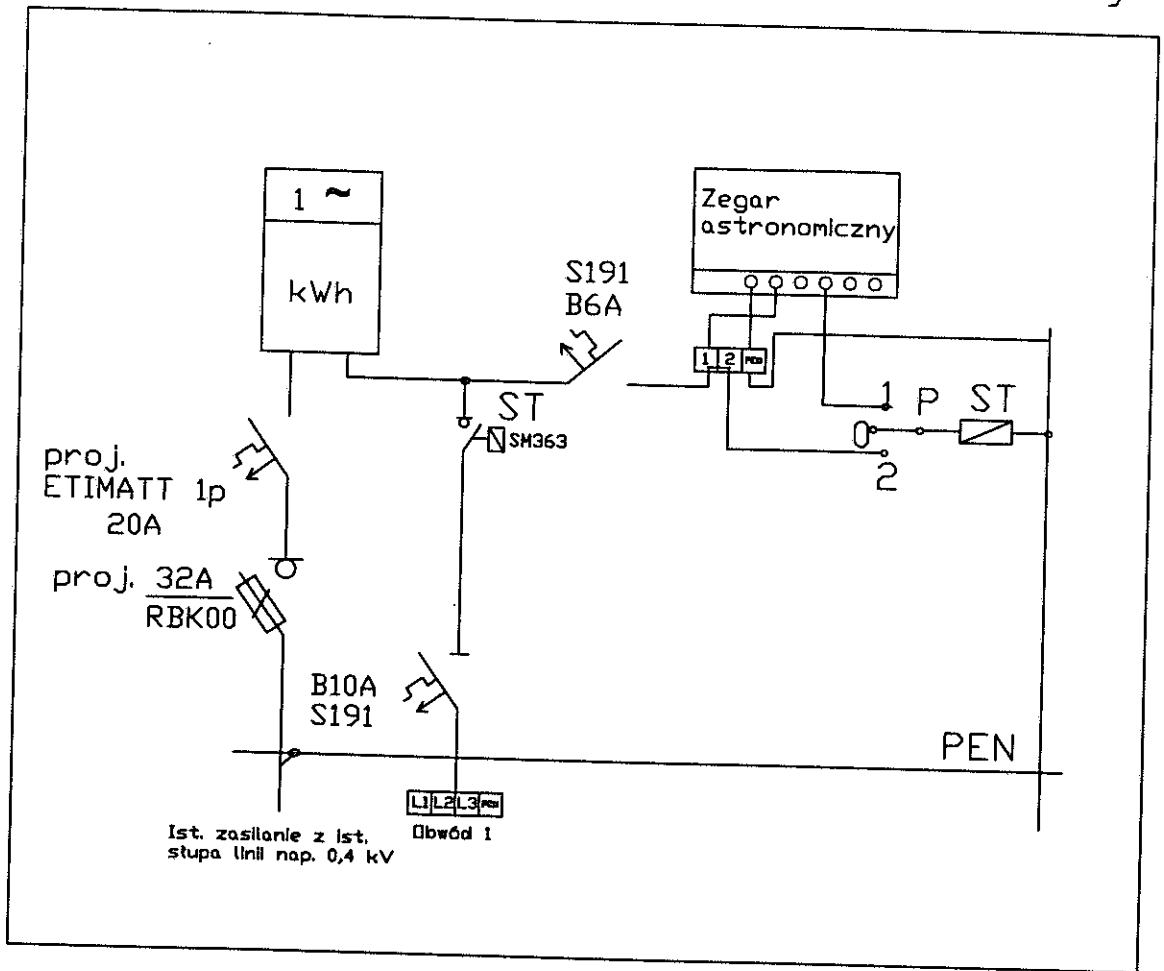 1 ~
kWh
Zegar
astronomiczny
S191
B6A
1 2 PEN
ST
SM363
1
P
ST
2
proj.
ETIMATT 1p
20A
proj. 32A
RBK00
B10A
S191
PEN
L1 L2 L3 PEN
Obwód 1
Ist. zasilanie z ist.
słupa linii nap. 0,4 kV